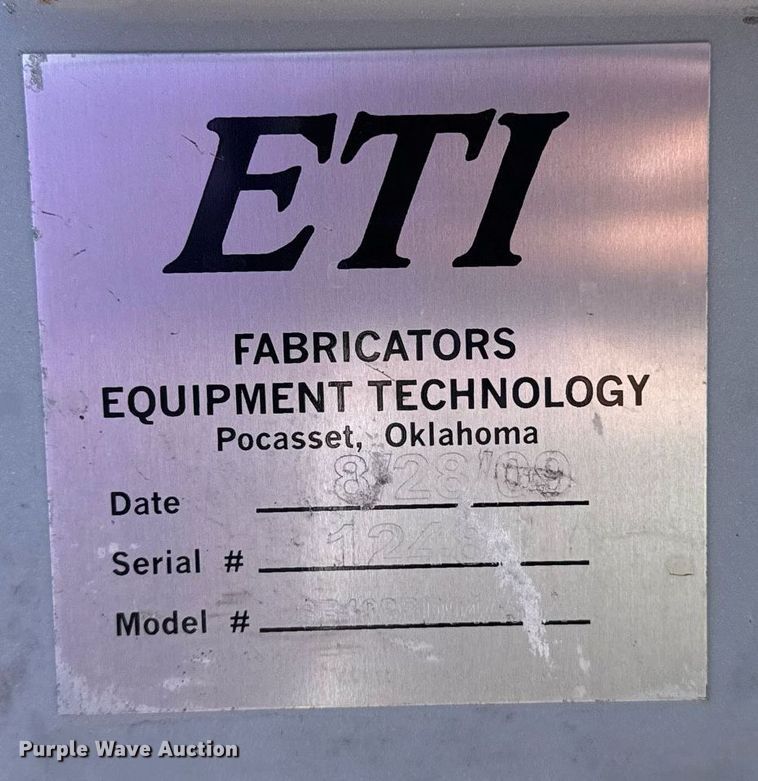 ETI
FABRICATORS
EQUIPMENT TECHNOLOGY
Pocasset, Oklahoma
Date 8/28/09
Serial #
Model #
Purple Wave Auction